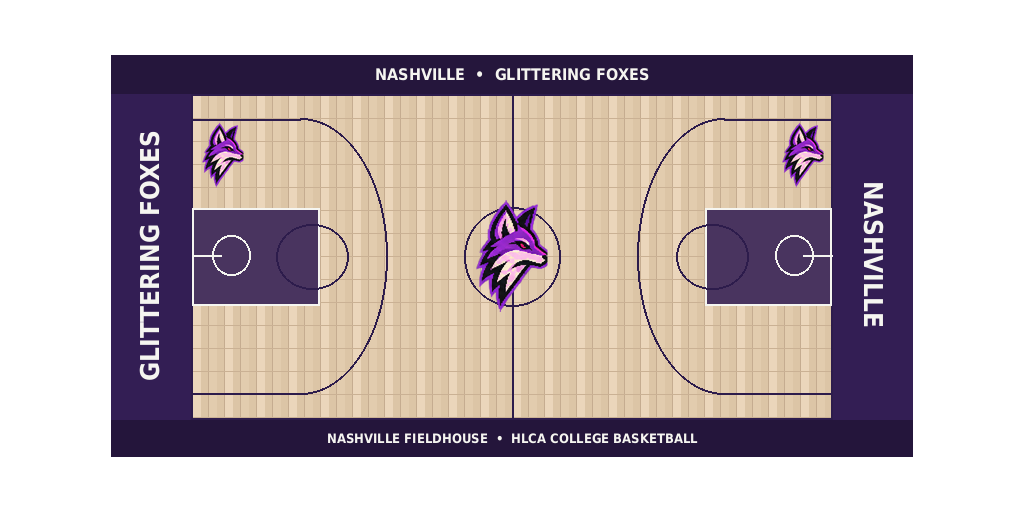 NASHVILLE • GLITTERING FOXES
GLITTERING FOXES
NASHVILLE
NASHVILLE FIELDHOUSE • HLCA COLLEGE BASKETBALL